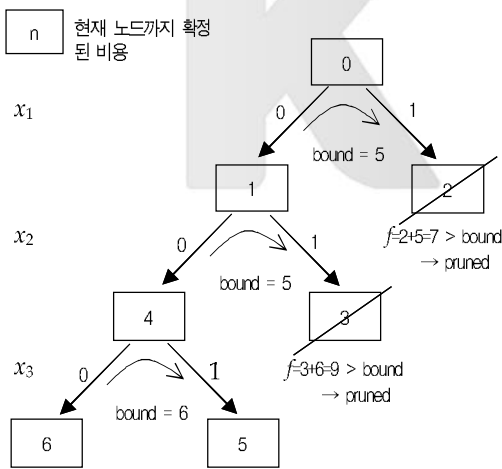 n
현재 노드까지 확정
된 비용
0
x₁
0
1
bound = 5
1
2
f=2+5=7 > bound
→ pruned
x₂
0
1
bound = 5
4
3
f=3+6=9 > bound
→ pruned
x₃
0
1
bound = 6
6
5